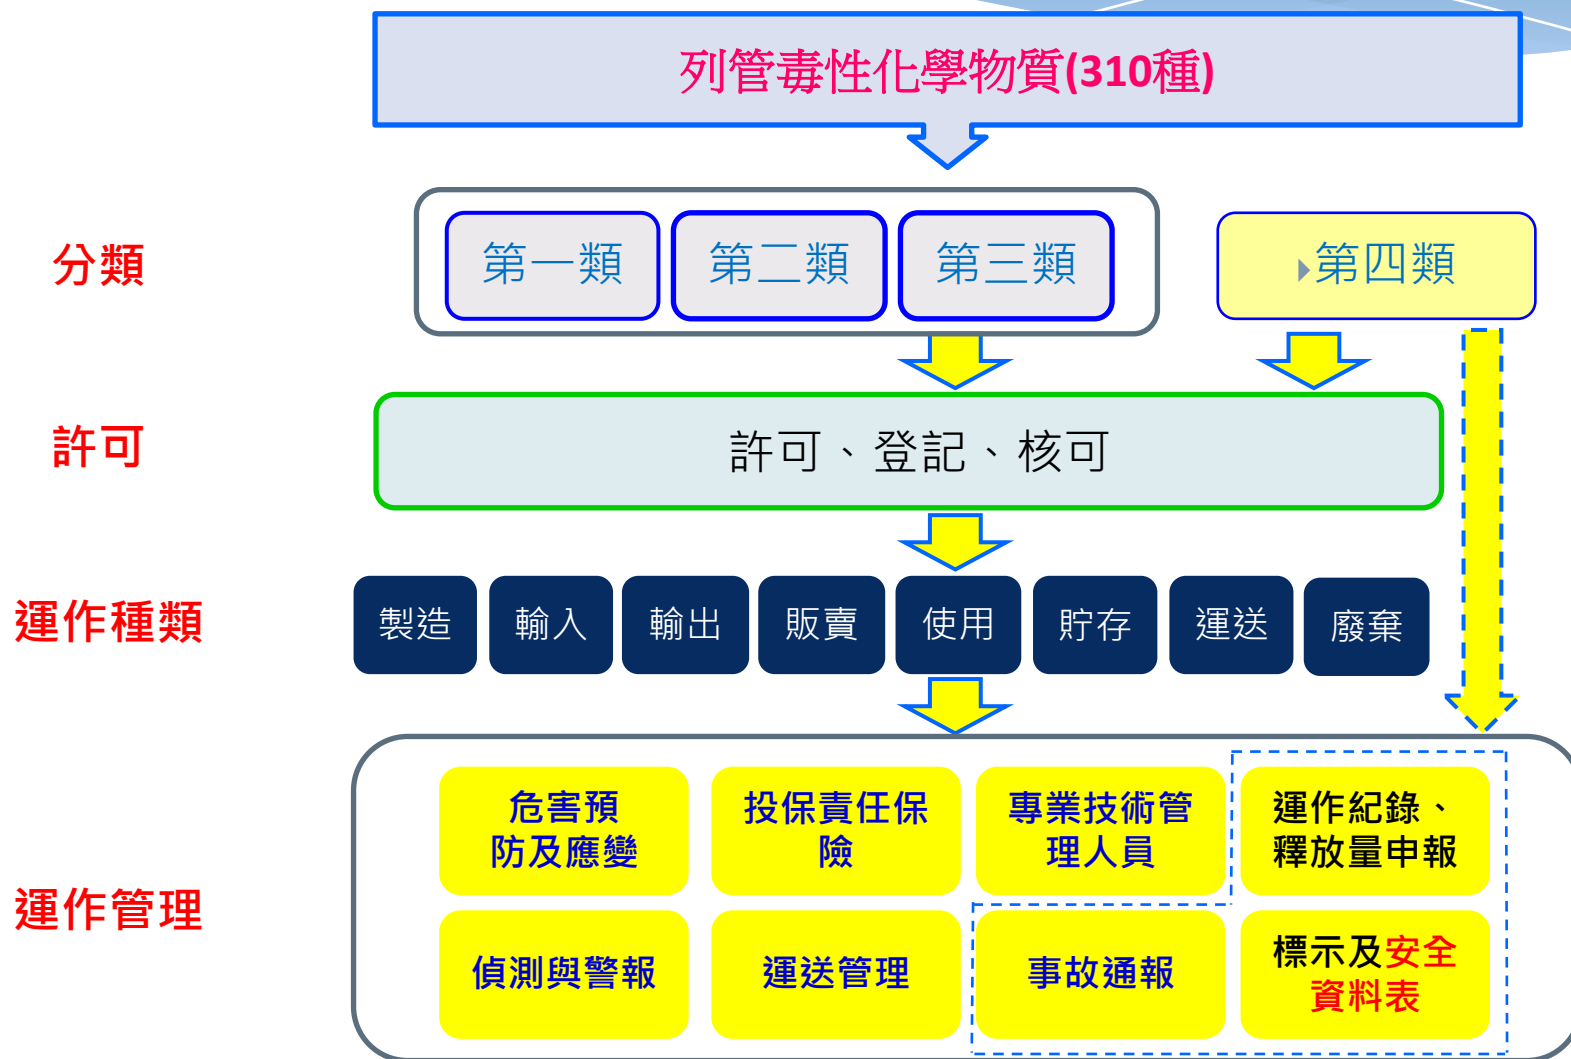 列管毒性化學物質(310種)
分類
第一類
第二類
第三類
第四類
許可
許可、登記、核可
運作種類
製造
輸入
輸出
販賣
使用
貯存
運送
廢棄
運作管理
危害預
防及應變
投保責任保
險
專業技術管
理人員
運作紀錄、
釋放量申報
偵測與警報
運送管理
事故通報
標示及安全
資料表